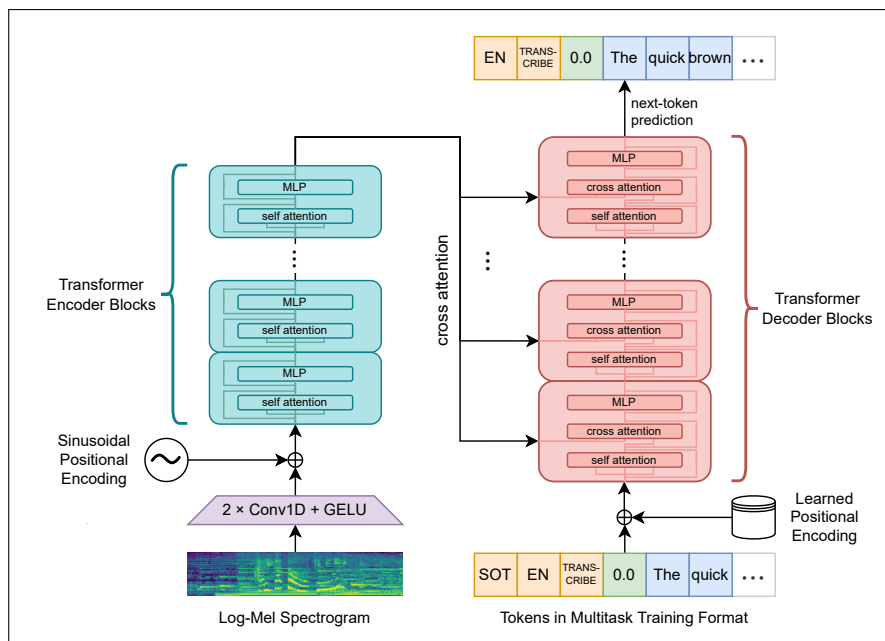 EN TRANS-CRIBE 0.0 The quick brown ...
next-token
prediction
MLP
self attention
MLP
cross attention
self attention
Transformer
Encoder Blocks
cross attention
Transformer
Decoder Blocks
MLP
self attention
MLP
self attention
MLP
cross attention
self attention
MLP
cross attention
self attention
Sinusoidal
Positional
Encoding
2 × Conv1D + GELU
Learned
Positional
Encoding
SOT EN TRANS-CRIBE 0.0 The quick ...
Log-Mel Spectrogram
Tokens in Multitask Training Format